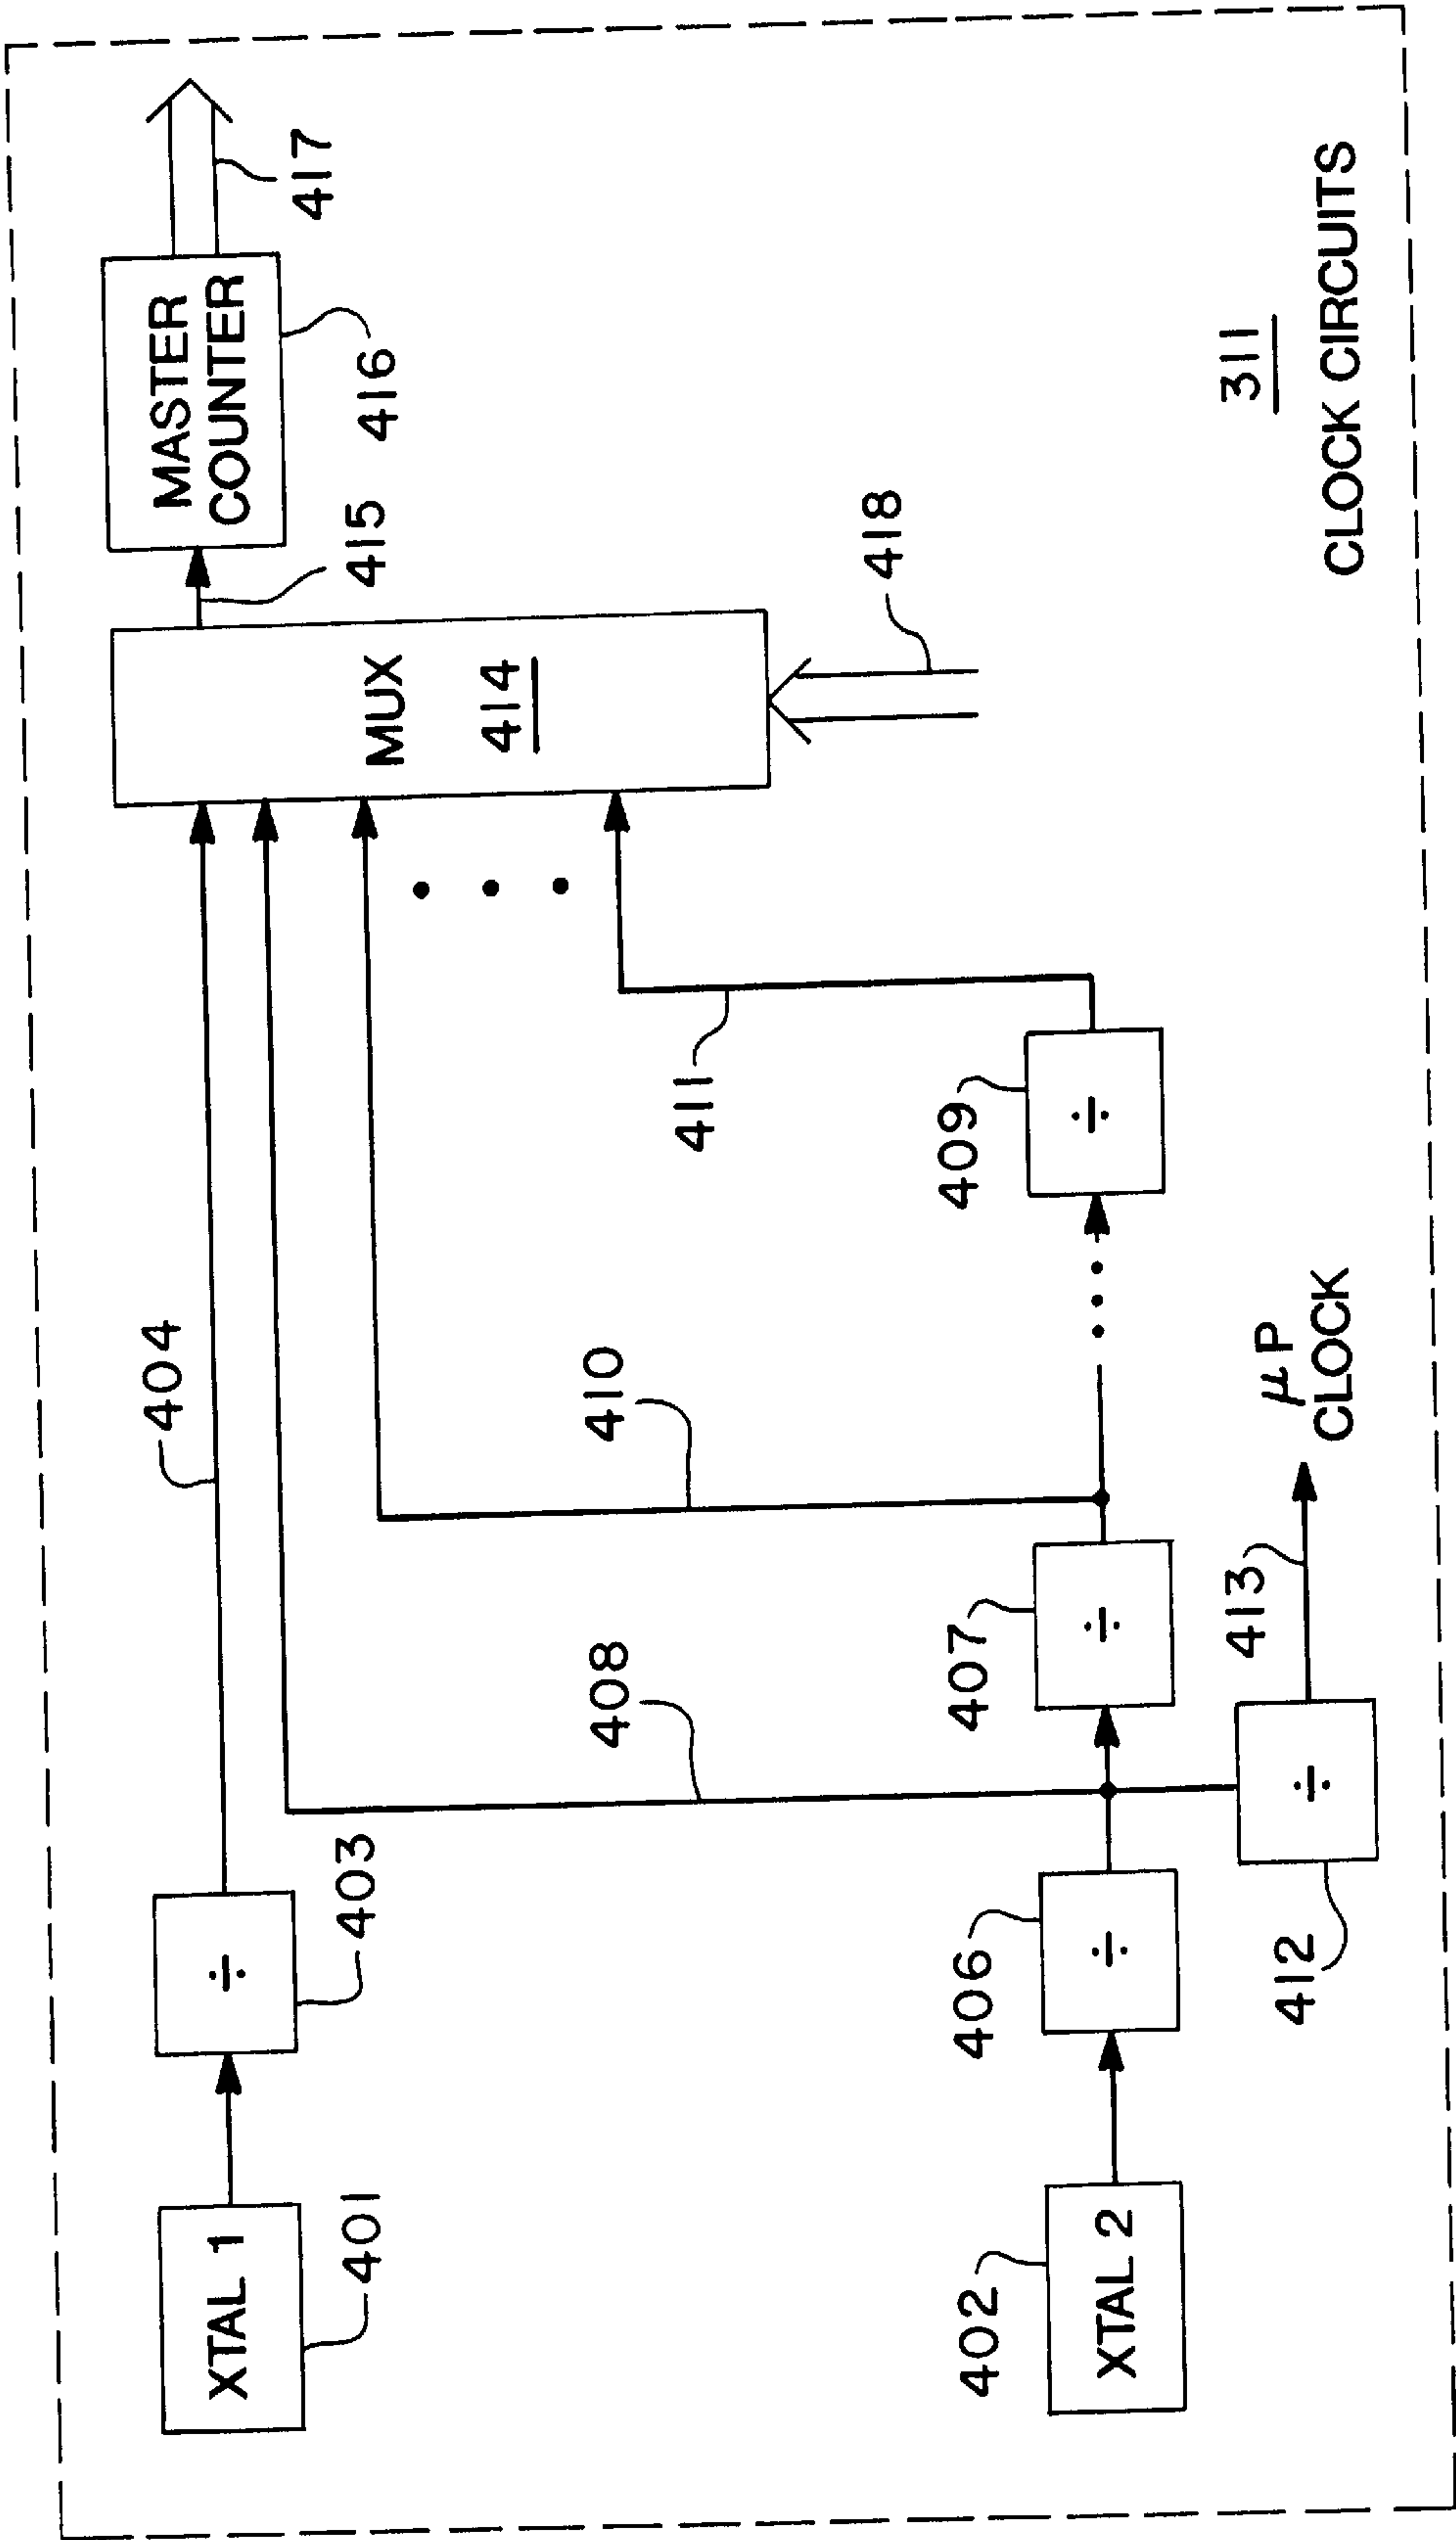 XTAL 1
401
÷
403
404
MUX
414
415
MASTER
COUNTER
416
417
418
408
410
411
XTAL 2
402
÷
406
÷
407
÷
409
÷
412
413
μP
CLOCK
311
CLOCK CIRCUITS